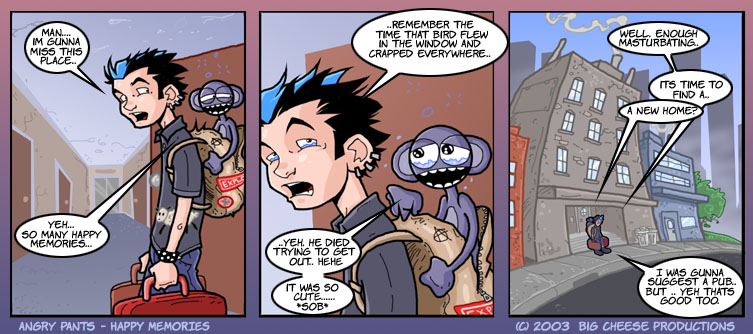 MAN....
IM GUNNA
MISS THIS
PLACE..
YEH...
SO MANY HAPPY
MEMORIES...
..REMEMBER THE
TIME THAT BIRD FLEW
IN THE WINDOW AND
CRAPPED EVERYWHERE..
..YEH. HE DIED
TRYING TO GET
OUT.. HEHE
IT WAS SO
CUTE......
*SOB*
WELL. ENOUGH
MASTURBATING..
ITS TIME TO
FIND A..
A NEW HOME?
I WAS GUNNA
SUGGEST A PUB..
BUT .. YEH THATS
GOOD TOO.
ANGRY PANTS - HAPPY MEMORIES
(C) 2003 BIG CHEESE PRODUCTIONS